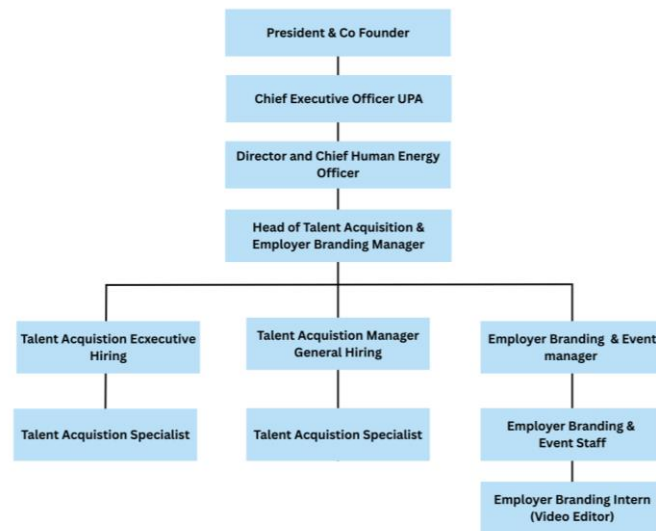 President & Co Founder
Chief Executive Officer UPA
Director and Chief Human Energy
Officer
Head of Talent Acquisition &
Employer Branding Manager
Talent Acquistion Ecxecutive
Hiring
Talent Acquistion Manager
General Hiring
Employer Branding & Event
manager
Talent Acquistion Specialist
Talent Acquistion Specialist
Employer Branding &
Event Staff
Employer Branding Intern
(Video Editor)